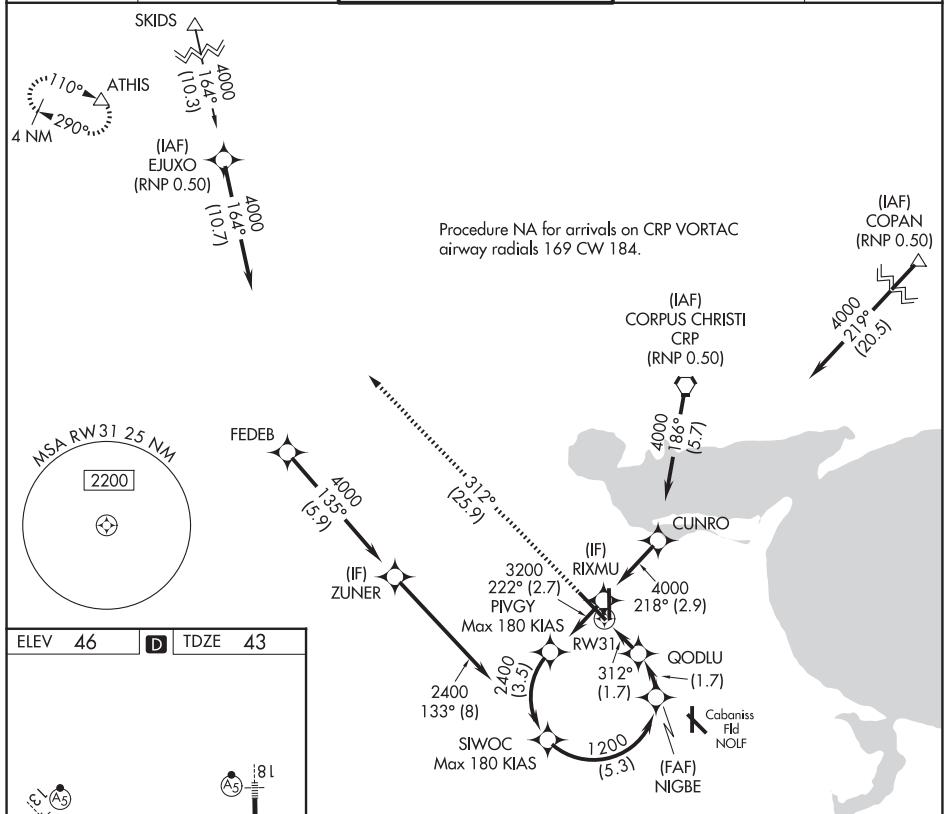 SKIDS
4000
164°
(10.3)
110°
ATHIS
290°
4 NM
(IAF)
EJUXO
(RNP 0.50)
4000
164°
(10.7)
Procedure NA for arrivals on CRP VORTAC
airway radials 169 CW 184.
(IAF)
COPAN
(RNP 0.50)
4000
219°
(20.5)
(IAF)
CORPUS CHRISTI
CRP
(RNP 0.50)
4000
186°
(5.7)
MSA RW31 25 NM
2200
FEDEB
4000
135°
(5.9)
312°
(25.9)
CUNRO
(IF)
RIXMU
(IF)
ZUNER
3200
222° (2.7)
4000
218° (2.9)
PIVGY
Max 180 KIAS
RW31
QODLU
312°
(1.7)
(1.7)
2400
133° (8)
2400
(3.5)
SIWOC
Max 180 KIAS
1200
(5.3)
(FAF)
NIGBE
Cabaniss
Fld
NOLF
ELEV 46 D TDZE 43
A5
13
A5
18